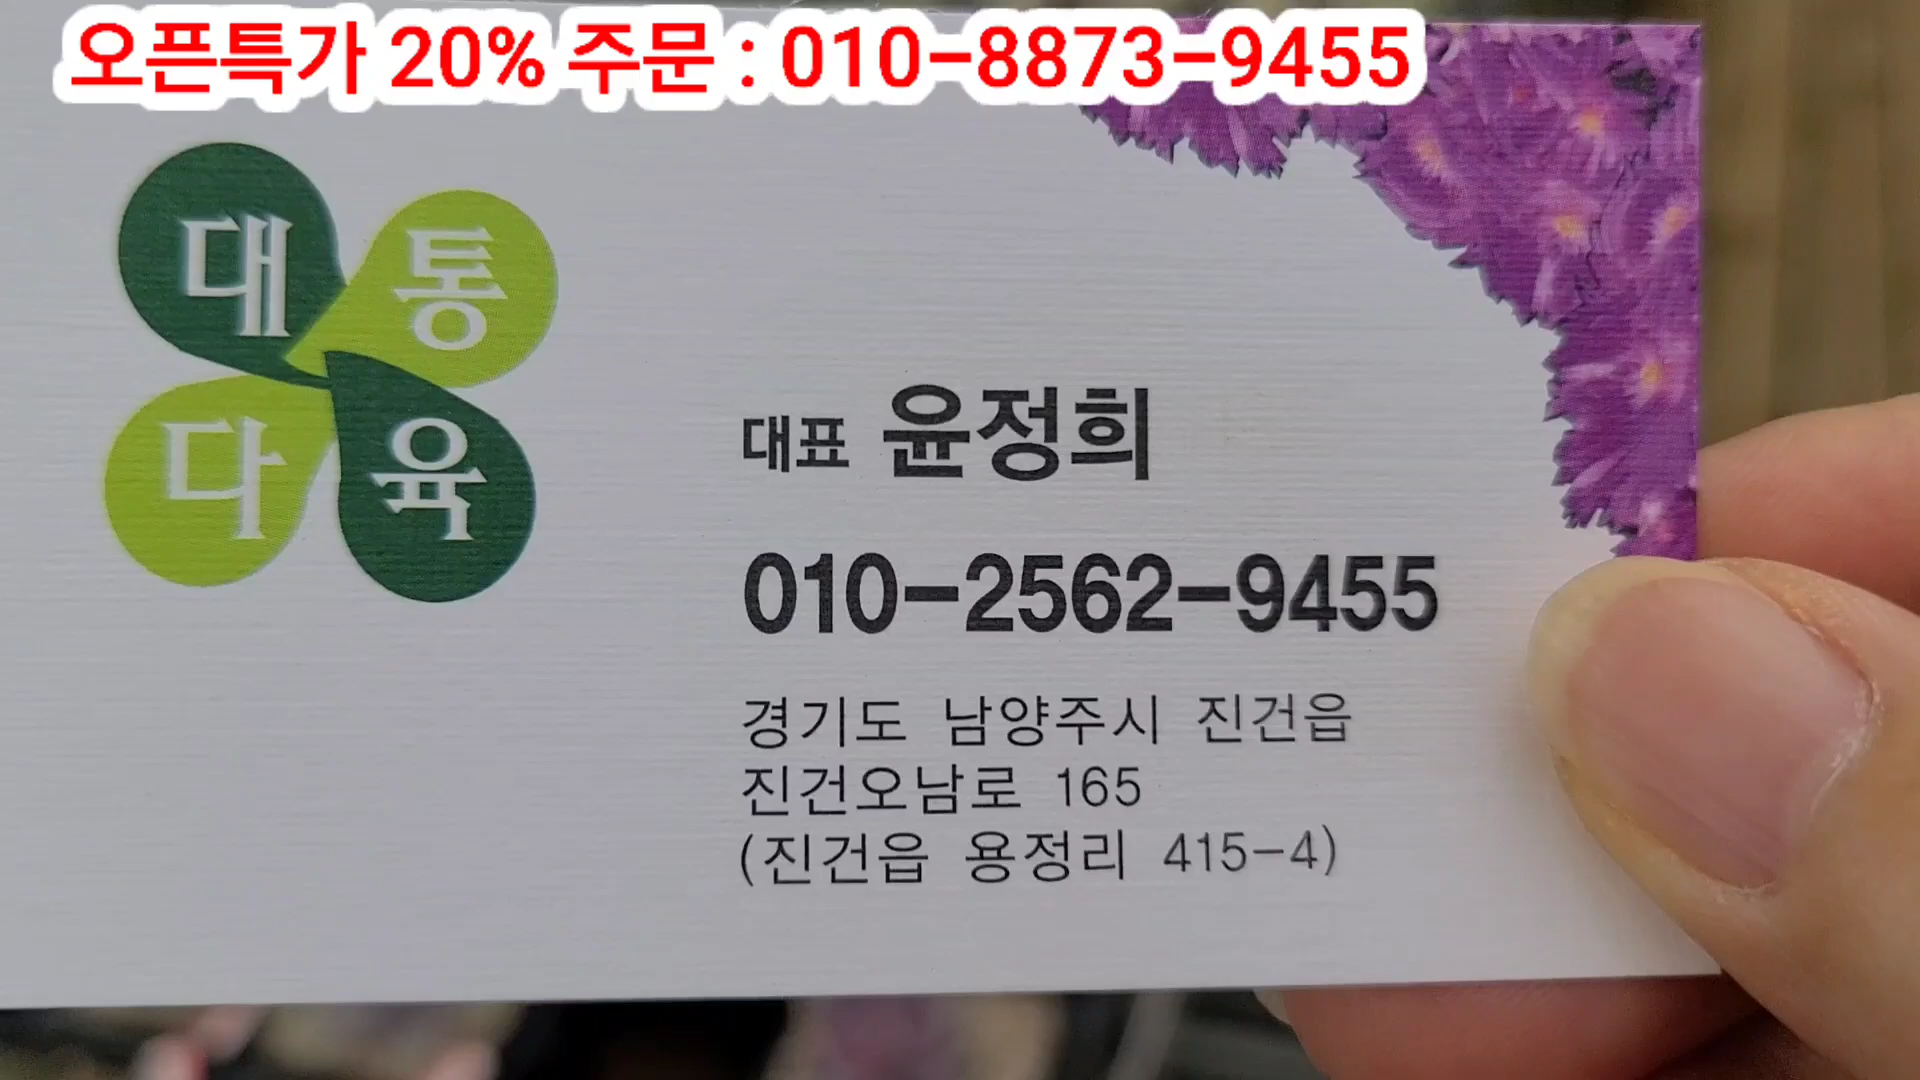 오픈특가 20% 주문 : 010-8873-9455
대통
다육
대표 윤정희
010-2562-9455
경기도 남양주시 진건읍
진건오남로 165
(진건읍 용정리 415-4)